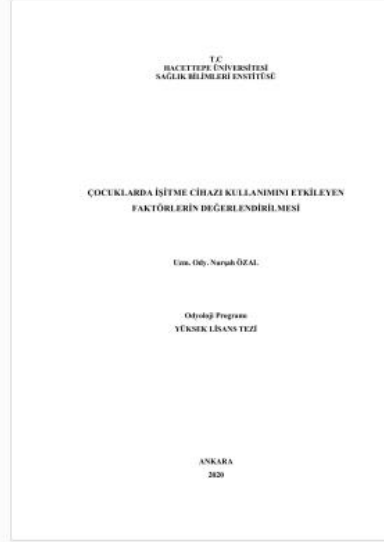 T.C
HACETTEPE ÜNİVERSİTESİ
SAĞLIK BİLİMLERİ ENSTİTÜSÜ
ÇOCUKLARDA İŞİTME CİHAZI KULLANIMINI ETKİLEYEN
FAKTÖRLERİN DEĞERLENDİRİLMESİ
Uzm. Ody. Nurşah ÖZAL
Odyoloji Programı
YÜKSEK LİSANS TEZİ
ANKARA
2020